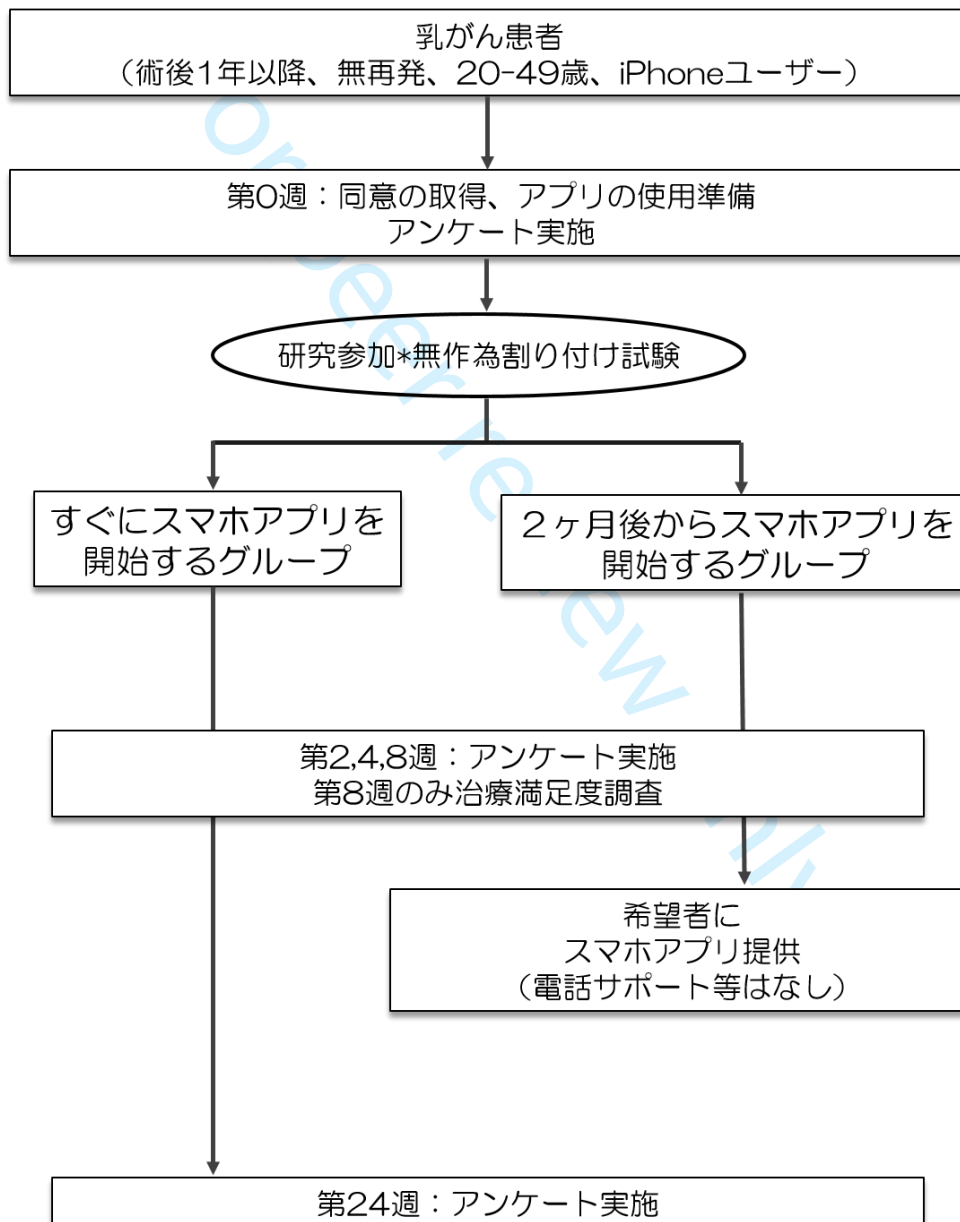 乳がん患者
（術後1年以降、無再発、20-49歳、iPhoneユーザー）
第0週：同意の取得、アプリの使用準備
アンケート実施
研究参加*無作為割り付け試験
すぐにスマホアプリを
開始するグループ
２ヶ月後からスマホアプリを
開始するグループ
第2,4,8週：アンケート実施
第8週のみ治療満足度調査
希望者に
スマホアプリ提供
（電話サポート等はなし）
第24週：アンケート実施
or peer review only